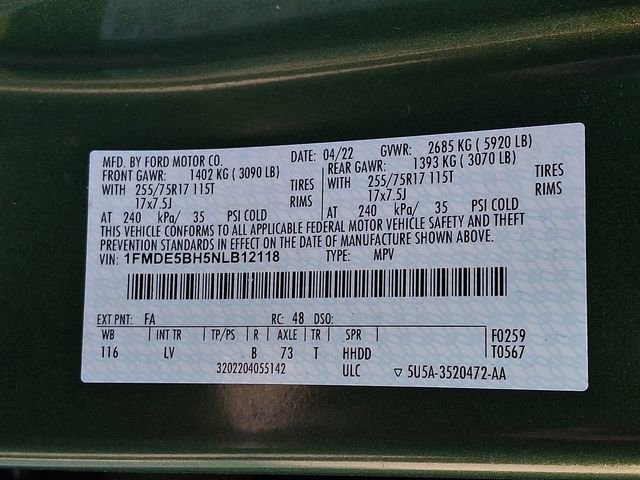 MFD. BY FORD MOTOR CO.
DATE: 04/22 GVWR: 2685 KG ( 5920 LB)
FRONT GAWR: 1402 KG ( 3090 LB)
WITH 255/75R17 115T TIRES
17x7.5J RIMS
AT 240 kPa/ 35 PSI COLD
REAR GAWR: 1393 KG ( 3070 LB)
WITH 255/75R17 115T TIRES
17x7.5J RIMS
AT 240 kPa/ 35 PSI COLD
THIS VEHICLE CONFORMS TO ALL APPLICABLE FEDERAL MOTOR VEHICLE SAFETY AND THEFT
PREVENTION STANDARDS IN EFFECT ON THE DATE OF MANUFACTURE SHOWN ABOVE.
VIN: 1FMDE5BH5NLB12118 TYPE: MPV
EXT PNT: FA RC: 48 DSO:
WB INT TR TP/PS R AXLE TR SPR F0259
116 LV B 73 T HHDD T0567
3202204055142 ULC ▽ 5U5A-3520472-AA